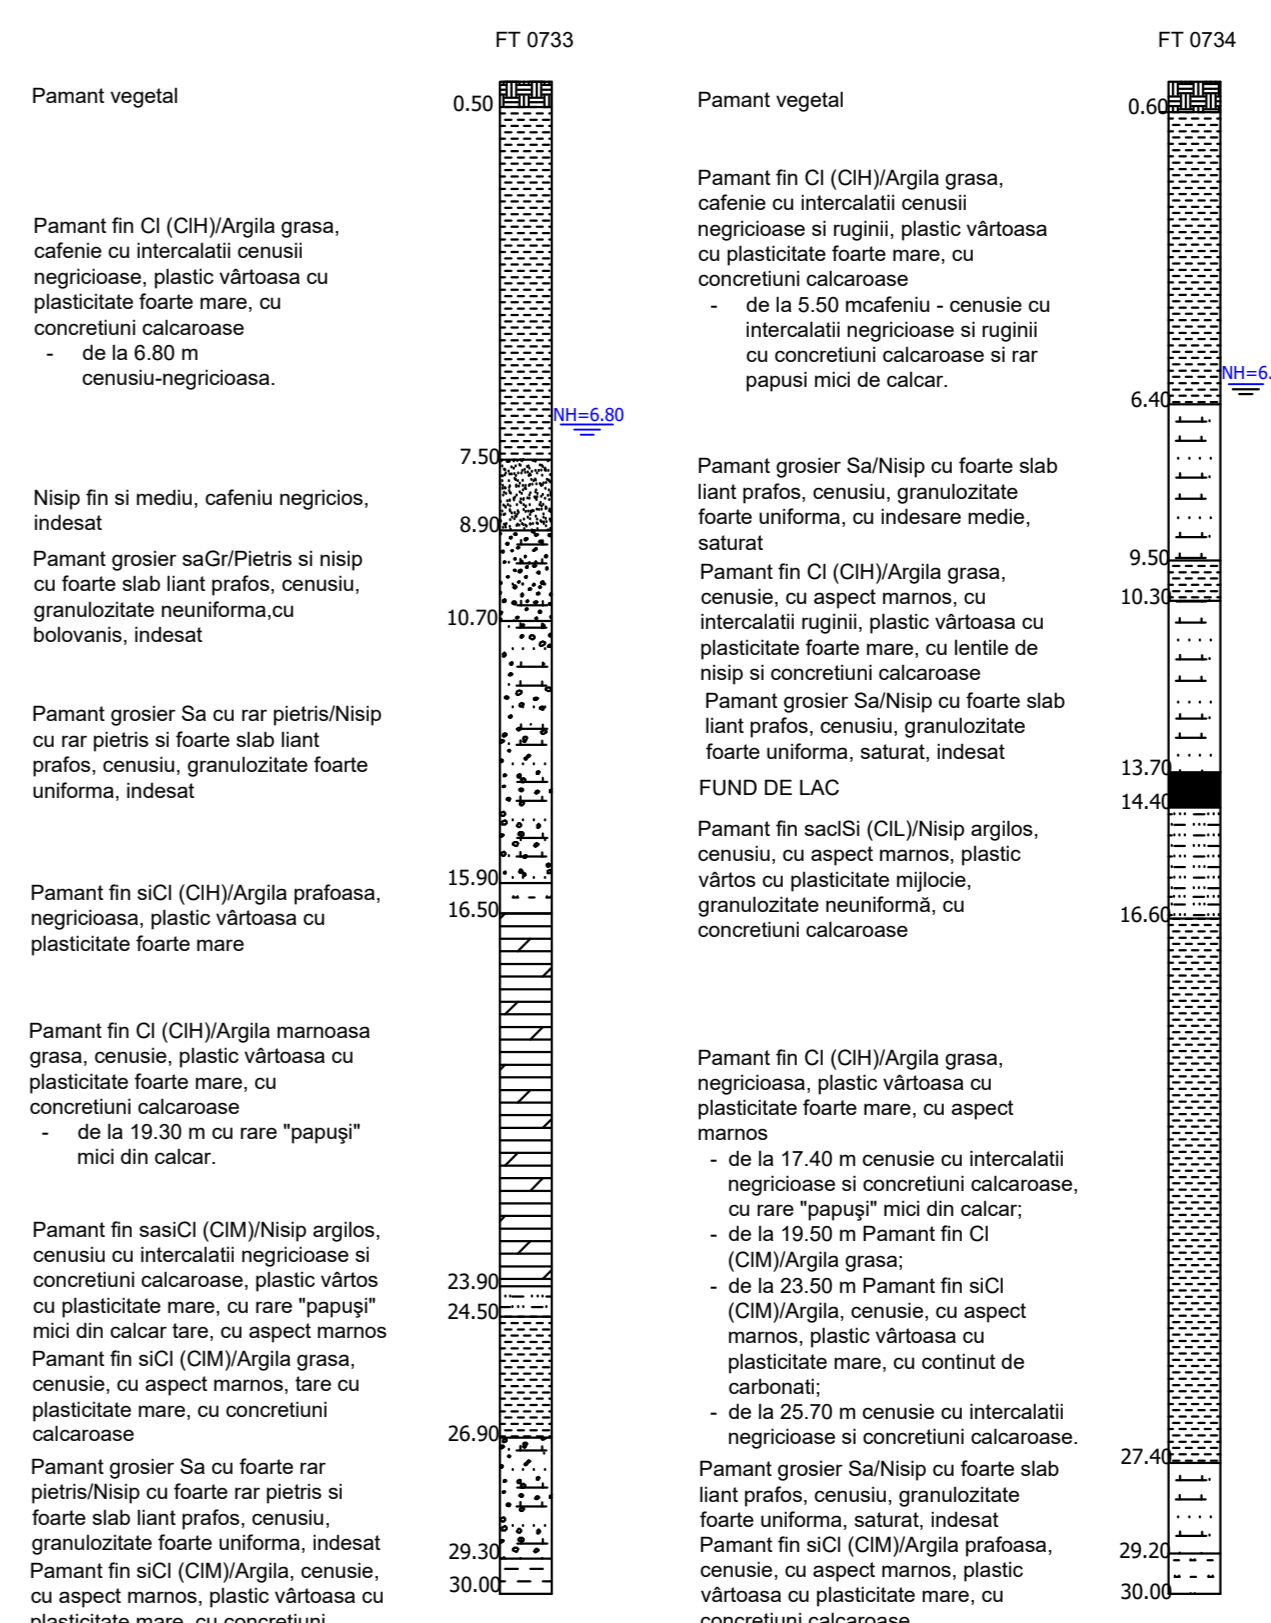 FT 0733
Pamant vegetal
0.50
Pamant fin Cl (ClH)/Argila grasa,
cafenie cu intercalatii cenusii
negricioase, plastic vârtoasa cu
plasticitate foarte mare, cu
concretiuni calcaroase
- de la 6.80 m
cenusiu-negricioasa.
NH=6.80
7.50
Nisip fin si mediu, cafeniu negricios,
indesat
8.90
Pamant grosier saGr/Pietris si nisip
cu foarte slab liant prafos, cenusiu,
granulozitate neuniforma,cu
bolovanis, indesat
10.70
Pamant grosier Sa cu rar pietris/Nisip
cu rar pietris si foarte slab liant
prafos, cenusiu, granulozitate foarte
uniforma, indesat
15.90
Pamant fin siCl (ClH)/Argila prafoasa,
negricioasa, plastic vârtoasa cu
plasticitate foarte mare
16.50
Pamant fin Cl (ClH)/Argila marnoasa
grasa, cenusie, plastic vârtoasa cu
plasticitate foarte mare, cu
concretiuni calcaroase
- de la 19.30 m cu rare "papuşi"
mici din calcar.
23.90
Pamant fin sasiCl (ClM)/Nisip argilos,
cenusiu cu intercalatii negricioase si
concretiuni calcaroase, plastic vârtos
cu plasticitate mare, cu rare "papuşi"
mici din calcar tare, cu aspect marnos
24.50
Pamant fin siCl (ClM)/Argila grasa,
cenusie, cu aspect marnos, tare cu
plasticitate mare, cu concretiuni
calcaroase
26.90
Pamant grosier Sa cu foarte rar
pietris/Nisip cu foarte rar pietris si
foarte slab liant prafos, cenusiu,
granulozitate foarte uniforma, indesat
29.30
Pamant fin siCl (ClM)/Argila, cenusie,
cu aspect marnos, plastic vârtoasa cu
plasticitate mare, cu concretiuni
30.00
FT 0734
Pamant vegetal
0.60
Pamant fin Cl (ClH)/Argila grasa,
cafenie cu intercalatii cenusii
negricioase si ruginii, plastic vârtoasa
cu plasticitate foarte mare, cu
concretiuni calcaroase
- de la 5.50 mcafeniu - cenusie cu
intercalatii negricioase si ruginii
cu concretiuni calcaroase si rar
papusi mici de calcar.
NH=6.
6.40
Pamant grosier Sa/Nisip cu foarte slab
liant prafos, cenusiu, granulozitate
foarte uniforma, cu indesare medie,
saturat
9.50
Pamant fin Cl (ClH)/Argila grasa,
cenusie, cu aspect marnos, cu
intercalatii ruginii, plastic vârtoasa cu
plasticitate foarte mare, cu lentile de
nisip si concretiuni calcaroase
10.30
Pamant grosier Sa/Nisip cu foarte slab
liant prafos, cenusiu, granulozitate
foarte uniforma, saturat, indesat
13.70
FUND DE LAC
14.40
Pamant fin saclSi (ClL)/Nisip argilos,
cenusiu, cu aspect marnos, plastic
vârtos cu plasticitate mijlocie,
granulozitate neuniformă, cu
concretiuni calcaroase
16.60
Pamant fin Cl (ClH)/Argila grasa,
negricioasa, plastic vârtoasa cu
plasticitate foarte mare, cu aspect
marnos
- de la 17.40 m cenusie cu intercalatii
negricioase si concretiuni calcaroase,
cu rare "papuşi" mici din calcar;
- de la 19.50 m Pamant fin Cl
(ClM)/Argila grasa;
- de la 23.50 m Pamant fin siCl
(ClM)/Argila, cenusie, cu aspect
marnos, plastic vârtoasa cu
plasticitate mare, cu continut de
carbonati;
- de la 25.70 m cenusie cu intercalatii
negricioase si concretiuni calcaroase.
27.40
Pamant grosier Sa/Nisip cu foarte slab
liant prafos, cenusiu, granulozitate
foarte uniforma, saturat, indesat
29.20
Pamant fin siCl (ClM)/Argila prafoasa,
cenusie, cu aspect marnos, plastic
vârtoasa cu plasticitate mare, cu
concretiuni calcaroase
30.00